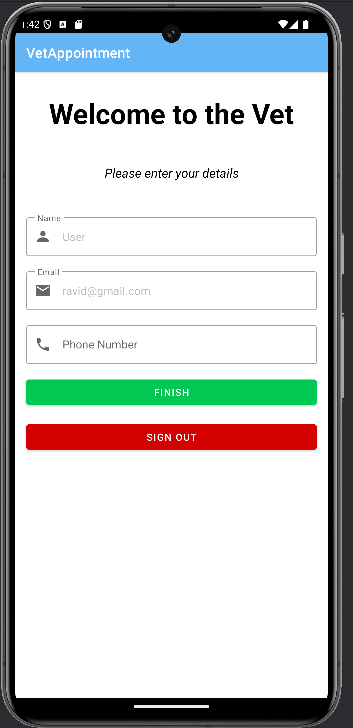 1:42
VetAppointment
Welcome to the Vet
Please enter your details
Name
User
Email
ravid@gmail.com
Phone Number
FINISH
SIGN OUT